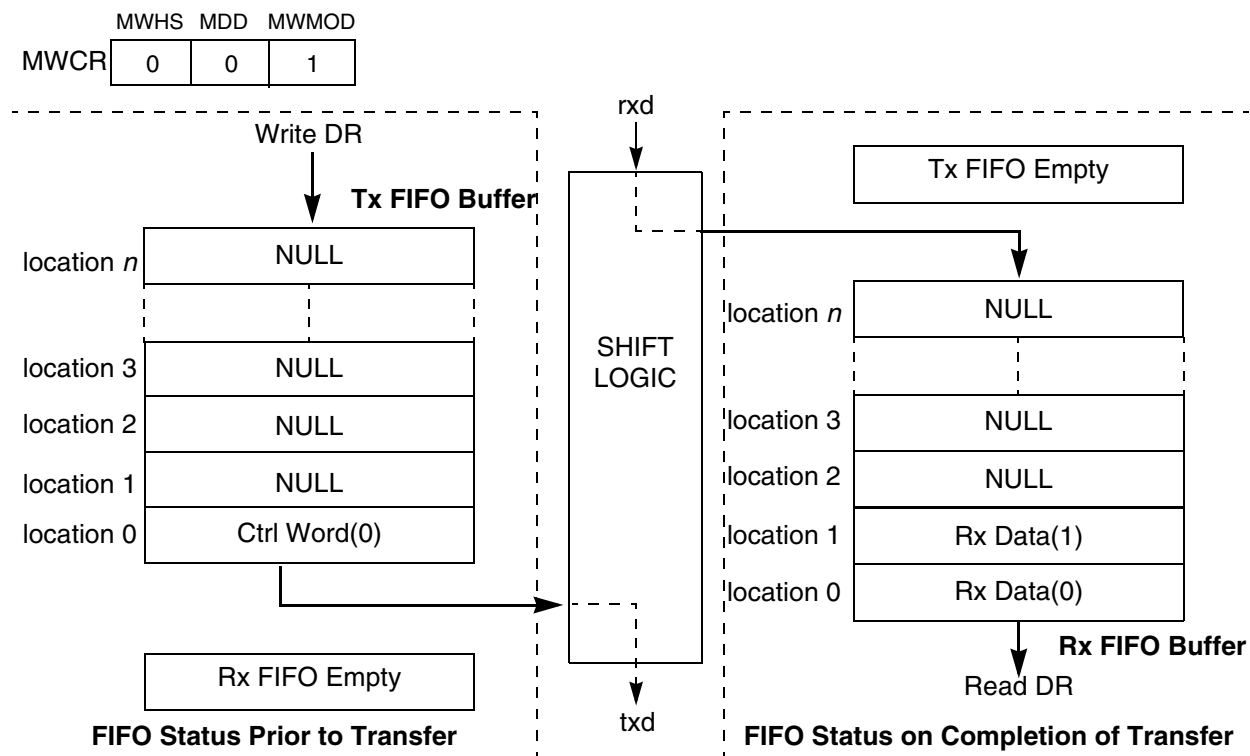 MWHS MDD MWMOD
MWCR 0 0 1
Write DR
Tx FIFO Buffer
location n NULL
location 3 NULL
location 2 NULL
location 1 NULL
location 0 Ctrl Word(0)
Rx FIFO Empty
FIFO Status Prior to Transfer
rxd
SHIFT
LOGIC
txd
Tx FIFO Empty
location n NULL
location 3 NULL
location 2 NULL
location 1 Rx Data(1)
location 0 Rx Data(0)
Rx FIFO Buffer
Read DR
FIFO Status on Completion of Transfer